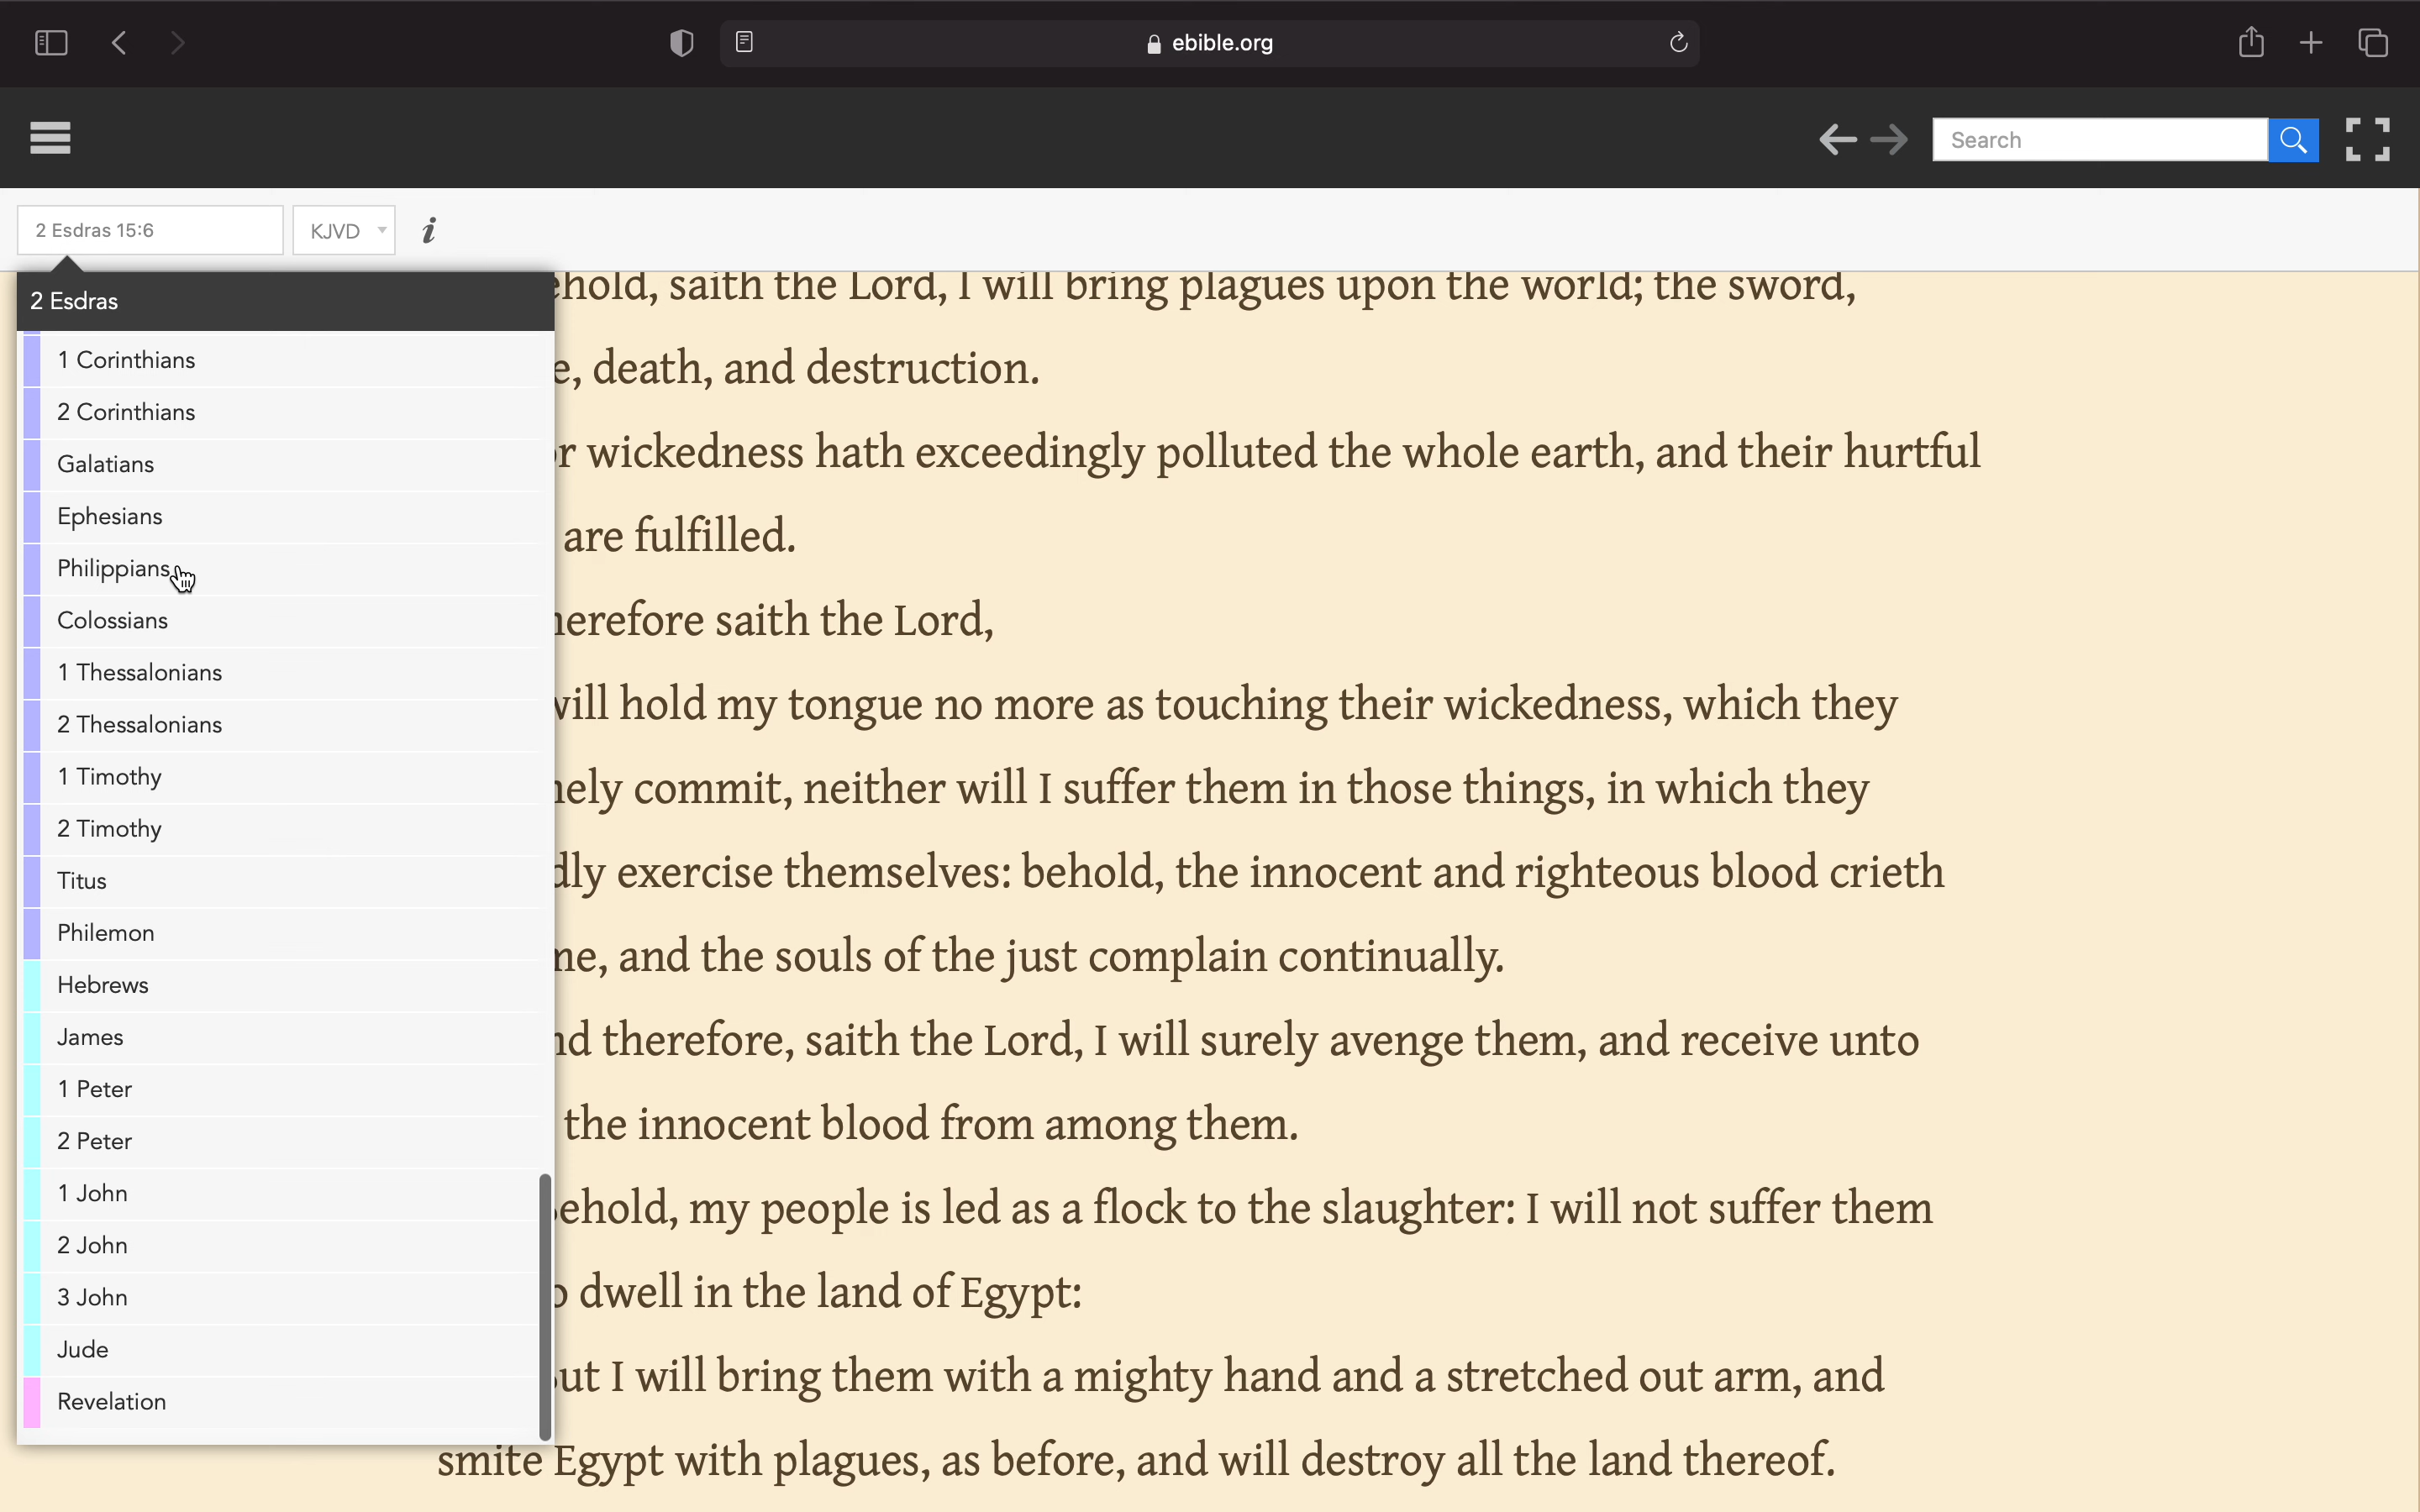 ebible.org
Search
2 Esdras 15:6
KJVD
i
2 Esdras
1 Corinthians
2 Corinthians
Galatians
Ephesians
Philippians
Colossians
1 Thessalonians
2 Thessalonians
1 Timothy
2 Timothy
Titus
Philemon
Hebrews
James
1 Peter
2 Peter
1 John
2 John
3 John
Jude
Revelation
saith the Lord, I will bring plagues upon the world; the sword,
death, and destruction.
wickedness hath exceedingly polluted the whole earth, and their hurtful
are fulfilled.
saith the Lord,
hold my tongue no more as touching their wickedness, which they
commit, neither will I suffer them in those things, in which they
exercise themselves: behold, the innocent and righteous blood crieth
and the souls of the just complain continually.
therefore, saith the Lord, I will surely avenge them, and receive unto
the innocent blood from among them.
my people is led as a flock to the slaughter: I will not suffer them
dwell in the land of Egypt:
I will bring them with a mighty hand and a stretched out arm, and
smite Egypt with plagues, as before, and will destroy all the land thereof.